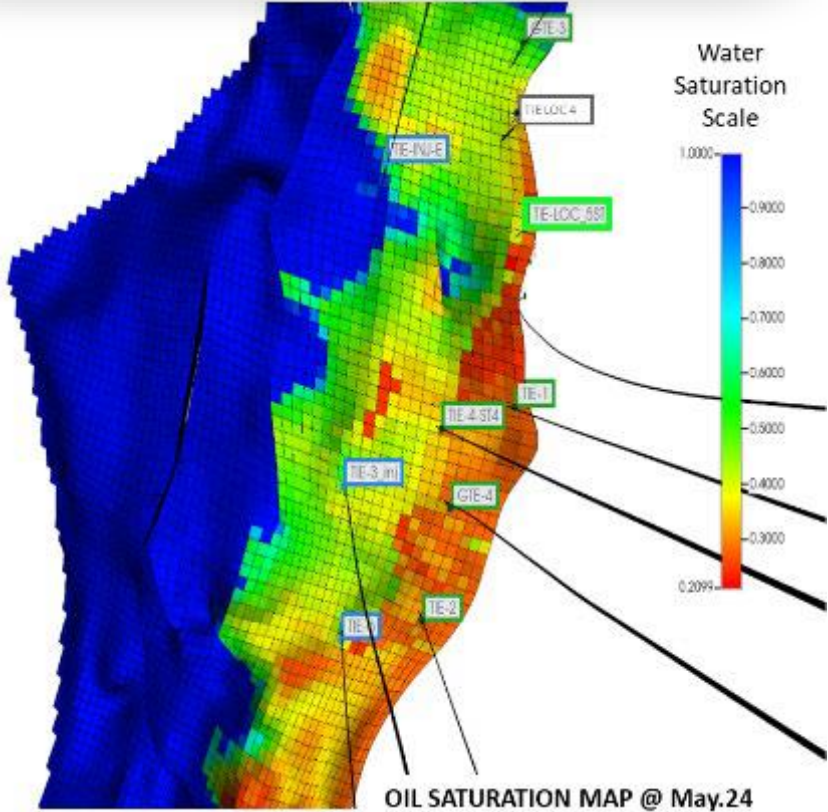 GTE-3
Water
Saturation
Scale
TIE LOC 4
TIE-INJ-E
1.0000
TIE-LOC_5ST
0.9000
0.8000
0.7000
0.6000
TIE-1
TIE-4-ST4
0.5000
TIE-3 (in)
0.4000
GTE-4
0.3000
0.2099
TIE-2
OIL SATURATION MAP @ May.24